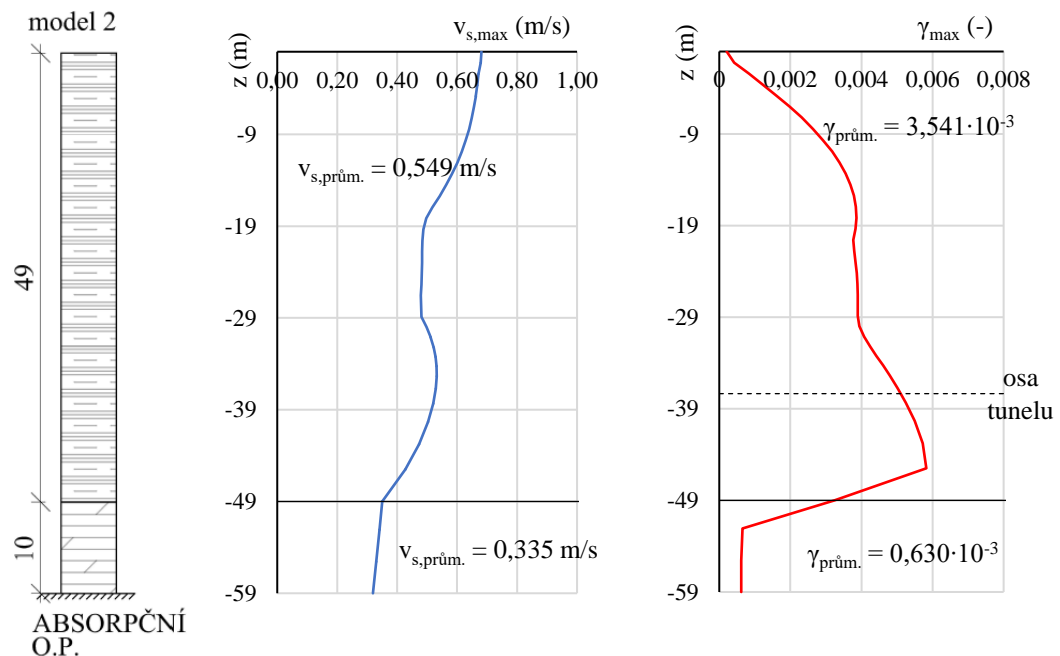 model 2
49
10
ABSORPČNÍ
O.P.
v_s,max (m/s)
z (m)
0,00 0,20 0,40 0,60 0,80 1,00
-9
-19
-29
-39
-49
-59
v_s,prům. = 0,549 m/s
v_s,prům. = 0,335 m/s
γ_max (-)
z (m)
0 0,002 0,004 0,006 0,008
-9
-19
-29
-39
-49
-59
γ_prům. = 3,541·10⁻³
osa
tunelu
γ_prům. = 0,630·10⁻³